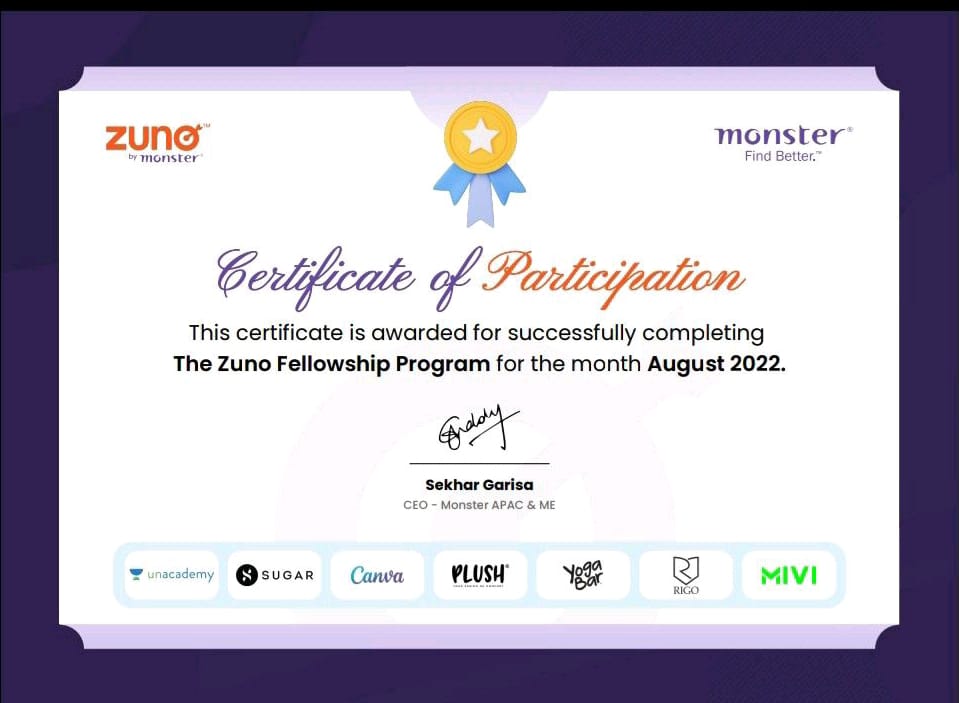 zuno™
by monster®
monster®
Find Better.™
Certificate of Participation
This certificate is awarded for successfully completing
The Zuno Fellowship Program for the month August 2022.
Sekhar Garisa
CEO - Monster APAC & ME
unacademy
SUGAR
Canva
PLUSH®
Yoga
Bar
RIGO
MIVI